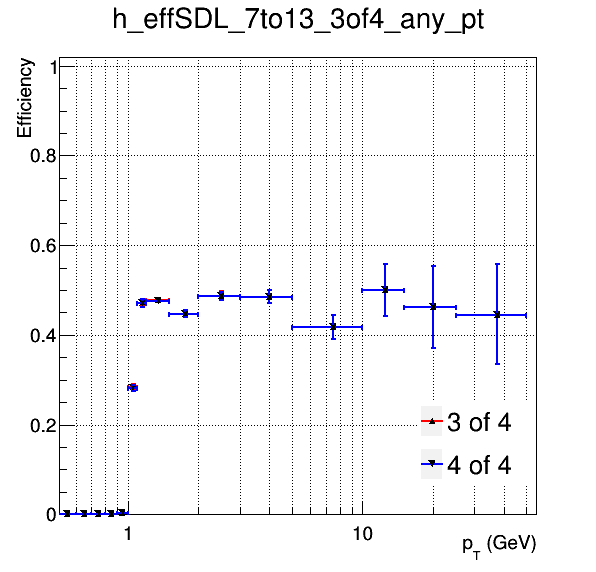 h_effSDL_7to13_3of4_any_pt
Efficiency
1
0.8
0.6
0.4
0.2
0
3 of 4
4 of 4
1
10
p_T (GeV)